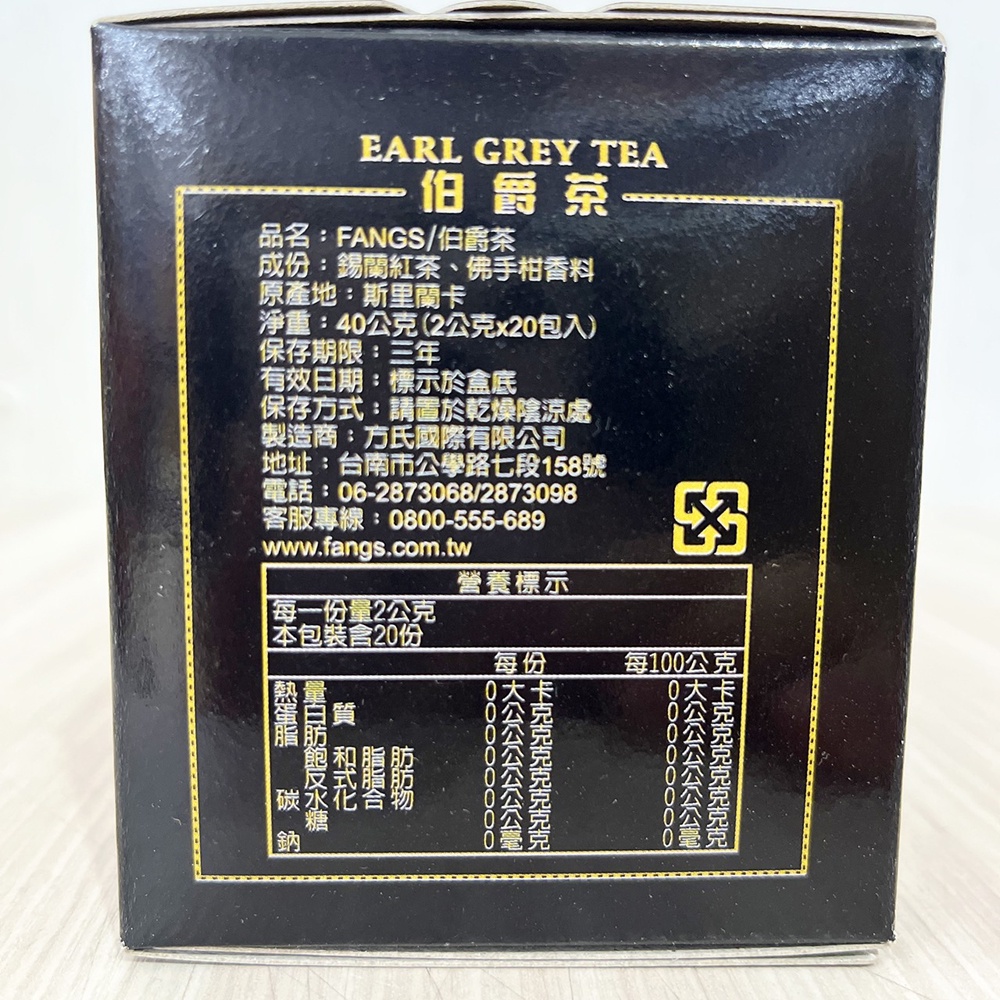 EARL GREY TEA
伯爵茶
品名：FANGS/伯爵茶
成份：錫蘭紅茶、佛手柑香料
原產地：斯里蘭卡
淨重：40公克(2公克x20包入)
保存期限：三年
有效日期：標示於盒底
保存方式：請置於乾燥陰涼處
製造商：方氏國際有限公司
地址：台南市公學路七段158號
電話：06-2873068/2873098
客服專線：0800-555-689
www.fangs.com.tw
營養標示
每一份量2公克
本包裝含20份
每份 每100公克
熱量 0大卡 0大卡
蛋白質 0公克 0公克
脂肪 0公克 0公克
飽和脂肪 0公克 0公克
反式脂肪 0公克 0公克
碳水化合物 0公克 0公克
糖 0公克 0公克
鈉 0毫克 0毫克